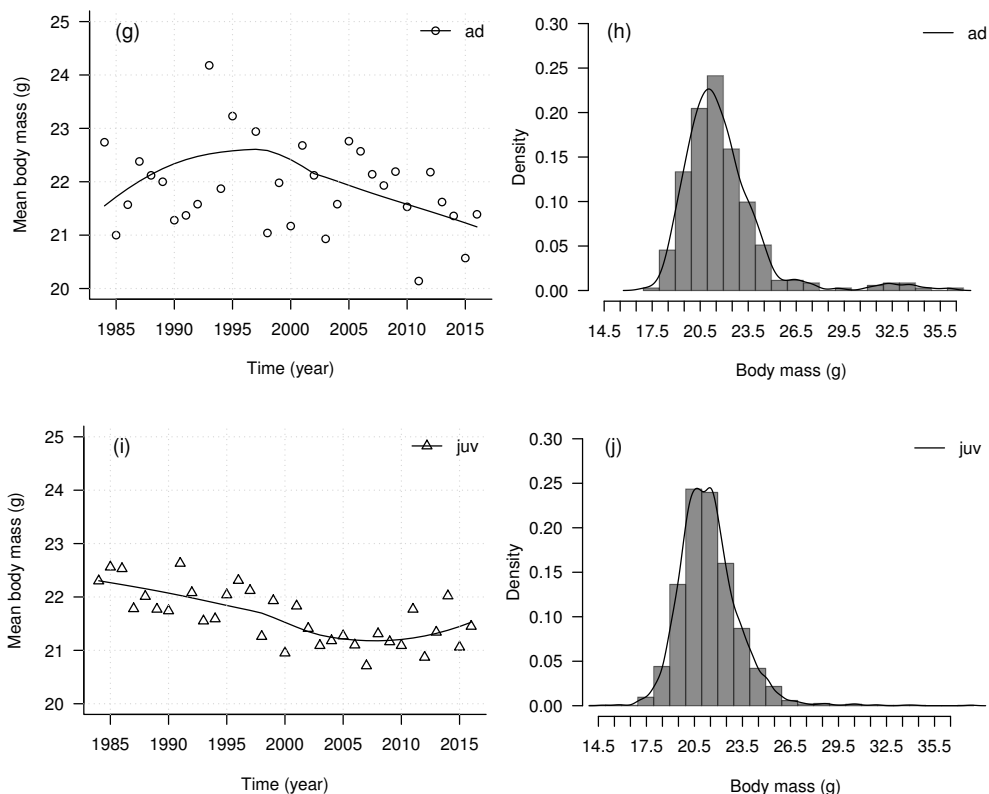 (g)
ad
25
24
23
22
21
20
Mean body mass (g)
1985 1990 1995 2000 2005 2010 2015
Time (year)
(h)
ad
0.30
0.25
0.20
0.15
0.10
0.05
0.00
Density
14.5 17.5 20.5 23.5 26.5 29.5 32.5 35.5
Body mass (g)
(i)
juv
25
24
23
22
21
20
Mean body mass (g)
1985 1990 1995 2000 2005 2010 2015
Time (year)
(j)
juv
0.30
0.25
0.20
0.15
0.10
0.05
0.00
Density
14.5 17.5 20.5 23.5 26.5 29.5 32.5 35.5
Body mass (g)